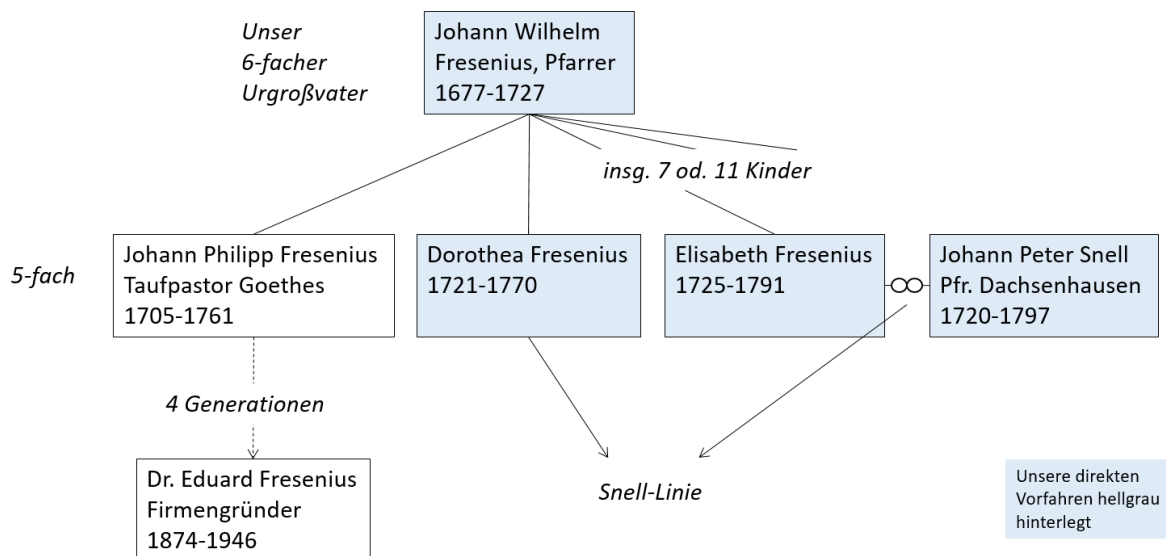 Unser
6-facher
Urgroßvater
Johann Wilhelm
Fresenius, Pfarrer
1677-1727
insg. 7 od. 11 Kinder
5-fach
Johann Philipp Fresenius
Taufpastor Goethes
1705-1761
Dorothea Fresenius
1721-1770
Elisabeth Fresenius
1725-1791
Johann Peter Snell
Pfr. Dachsenhausen
1720-1797
4 Generationen
Dr. Eduard Fresenius
Firmengründer
1874-1946
Snell-Linie
Unsere direkten
Vorfahren hellgrau
hinterlegt